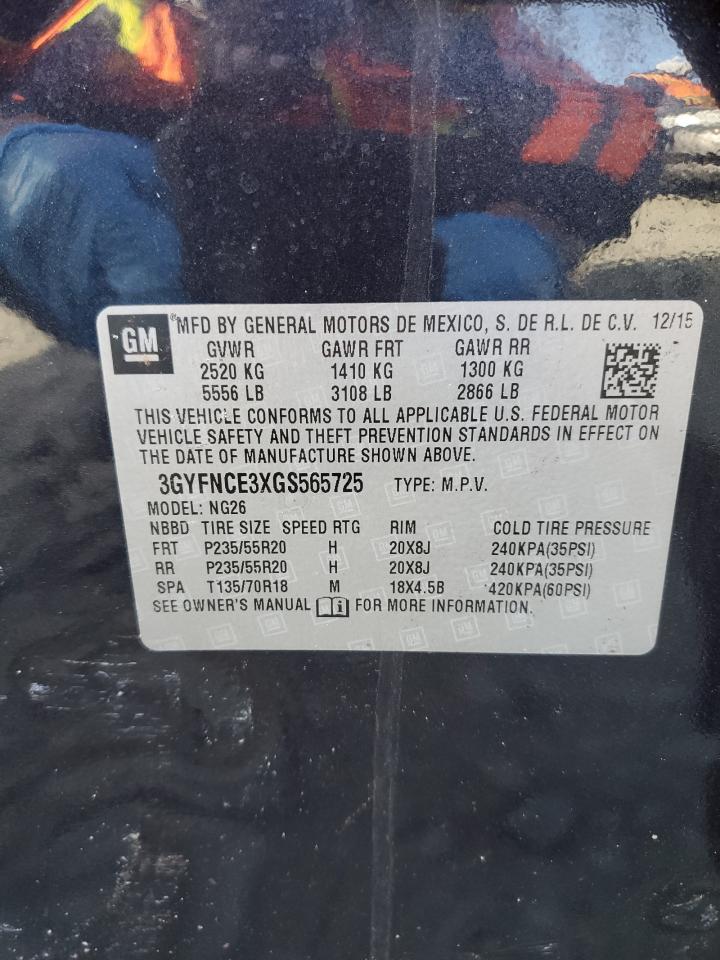 GM ® MFD BY GENERAL MOTORS DE MEXICO, S. DE R.L. DE C.V. 12/15
GVWR GAWR FRT GAWR RR
2520 KG 1410 KG 1300 KG
5556 LB 3108 LB 2866 LB
THIS VEHICLE CONFORMS TO ALL APPLICABLE U.S. FEDERAL MOTOR
VEHICLE SAFETY AND THEFT PREVENTION STANDARDS IN EFFECT ON
THE DATE OF MANUFACTURE SHOWN ABOVE.
3GYFNCE3XGS565725 TYPE: M.P.V.
MODEL: NG26
NBBD TIRE SIZE SPEED RTG RIM COLD TIRE PRESSURE
FRT P235/55R20 H 20X8J 240KPA(35PSI)
RR P235/55R20 H 20X8J 240KPA(35PSI)
SPA T135/70R18 M 18X4.5B 420KPA(60PSI)
SEE OWNER'S MANUAL FOR MORE INFORMATION.